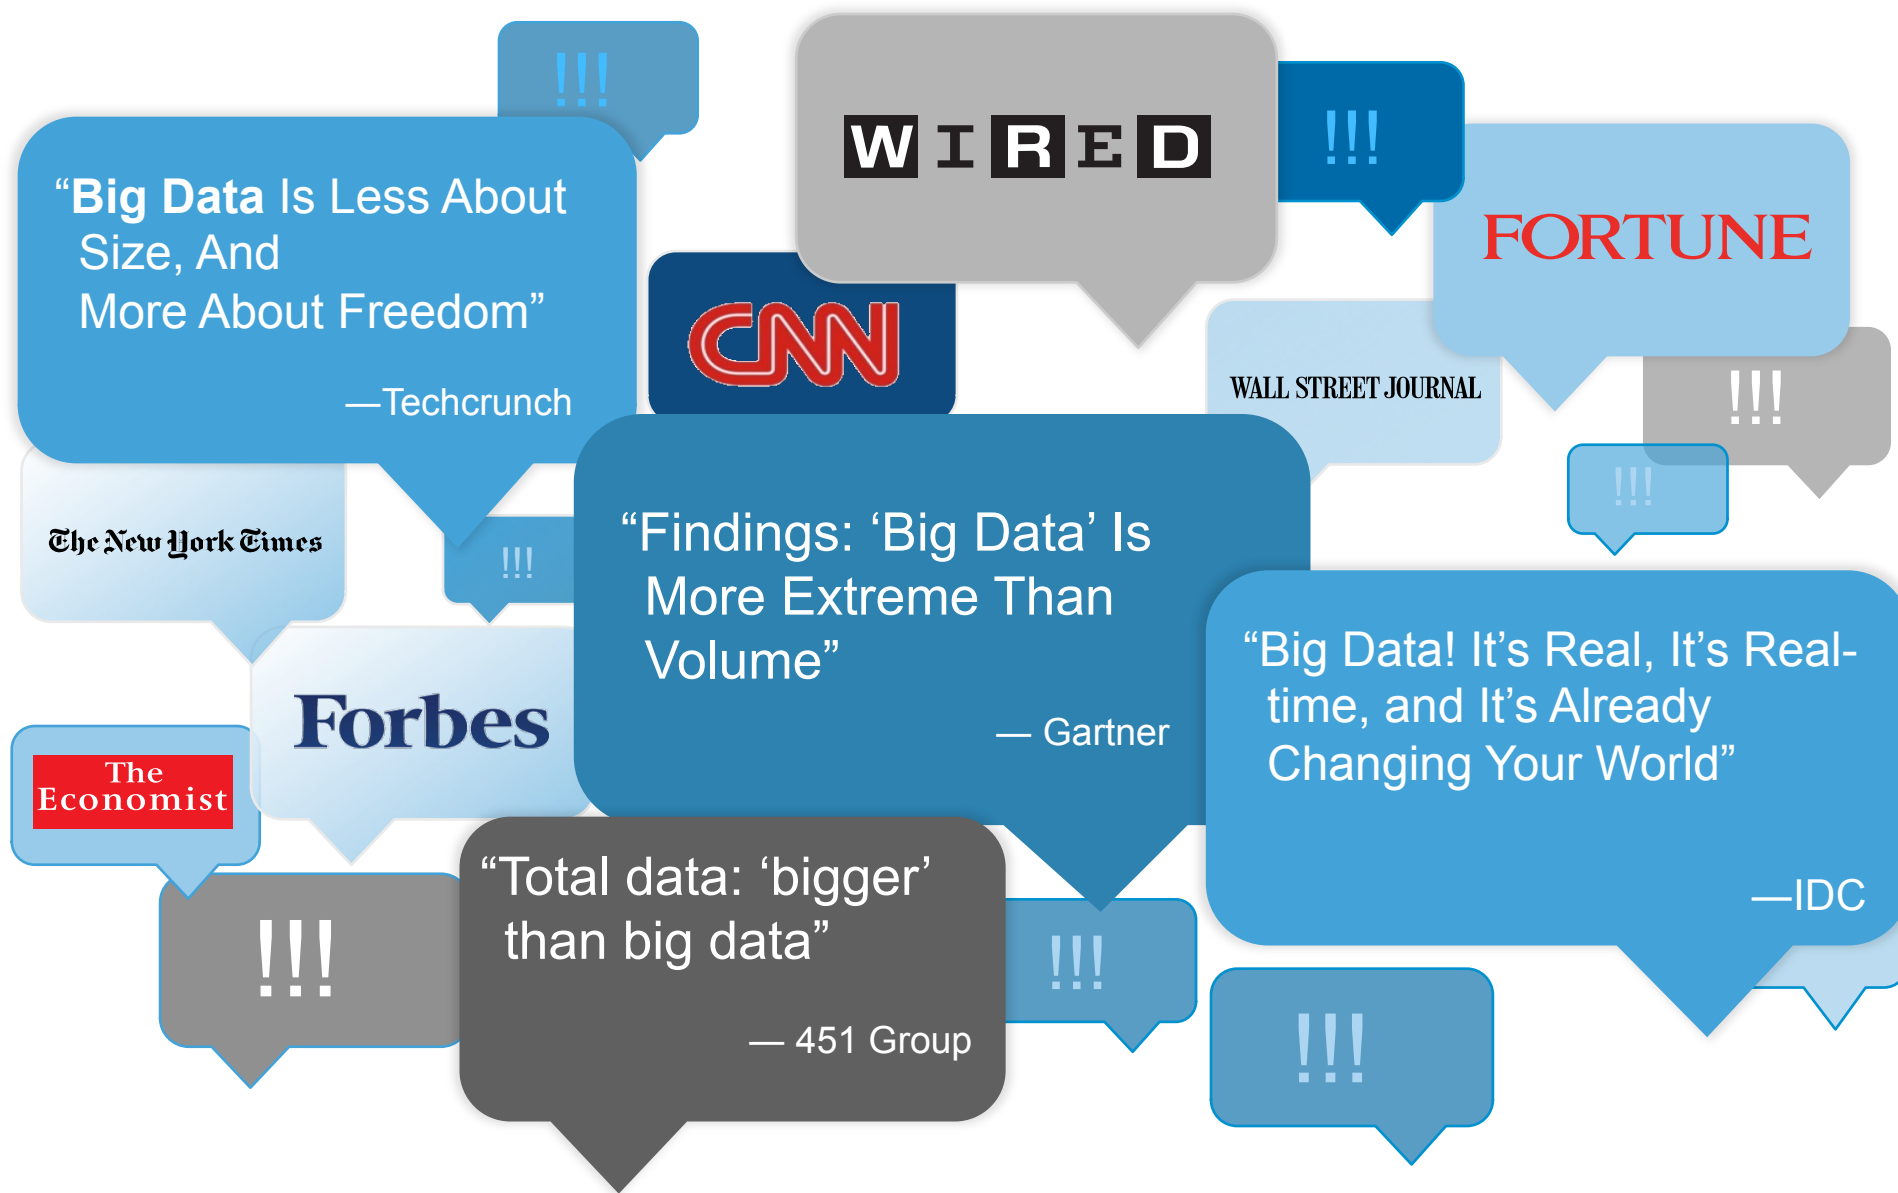 !!!
WIRED
!!!
“Big Data Is Less About
Size, And
More About Freedom”
—Techcrunch
FORTUNE
CNN
WALL STREET JOURNAL
!!!
!!!
The New York Times
!!!
“Findings: ‘Big Data’ Is
More Extreme Than
Volume”
— Gartner
“Big Data! It’s Real, It’s Real-
time, and It’s Already
Changing Your World”
—IDC
Forbes
The
Economist
“Total data: ‘bigger’
than big data”
— 451 Group
!!!
!!!
!!!